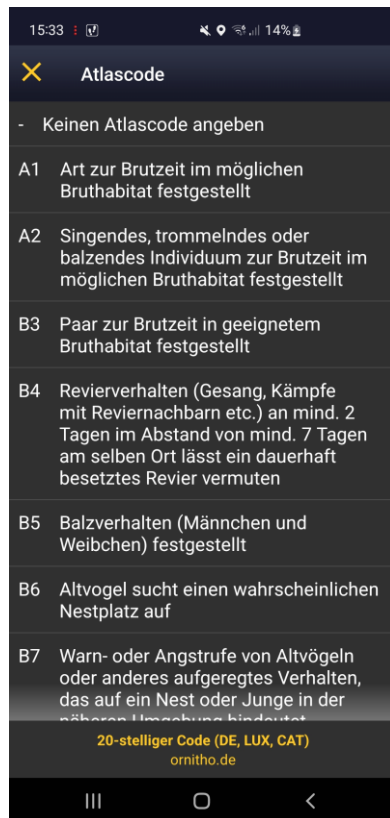 15:33 14%
Atlascode
- Keinen Atlascode angeben
A1 Art zur Brutzeit im möglichen
Bruthabitat festgestellt
A2 Singendes, trommelndes oder
balzendes Individuum zur Brutzeit im
möglichen Bruthabitat festgestellt
B3 Paar zur Brutzeit in geeignetem
Bruthabitat festgestellt
B4 Revierverhalten (Gesang, Kämpfe
mit Reviernachbarn etc.) an mind. 2
Tagen im Abstand von mind. 7 Tagen
am selben Ort lässt ein dauerhaft
besetztes Revier vermuten
B5 Balzverhalten (Männchen und
Weibchen) festgestellt
B6 Altvogel sucht einen wahrscheinlichen
Nestplatz auf
B7 Warn- oder Angstrufe von Altvögeln
oder anderes aufgeregtes Verhalten,
das auf ein Nest oder Junge in der
näheren Umgebung hindeutet
20-stelliger Code (DE, LUX, CAT)
ornitho.de